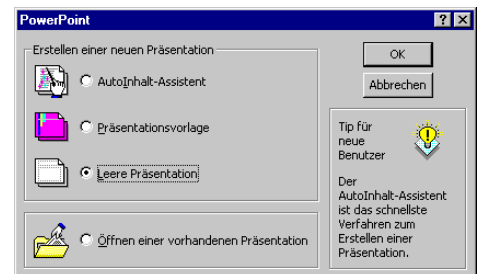 PowerPoint
Erstellen einer neuen Präsentation
AutoInhalt-Assistent
Präsentationsvorlage
Leere Präsentation
Öffnen einer vorhandenen Präsentation
OK
Abbrechen
Tip für
neue
Benutzer
Der
AutoInhalt-Assistent
ist das schnellste
Verfahren zum
Erstellen einer
Präsentation.